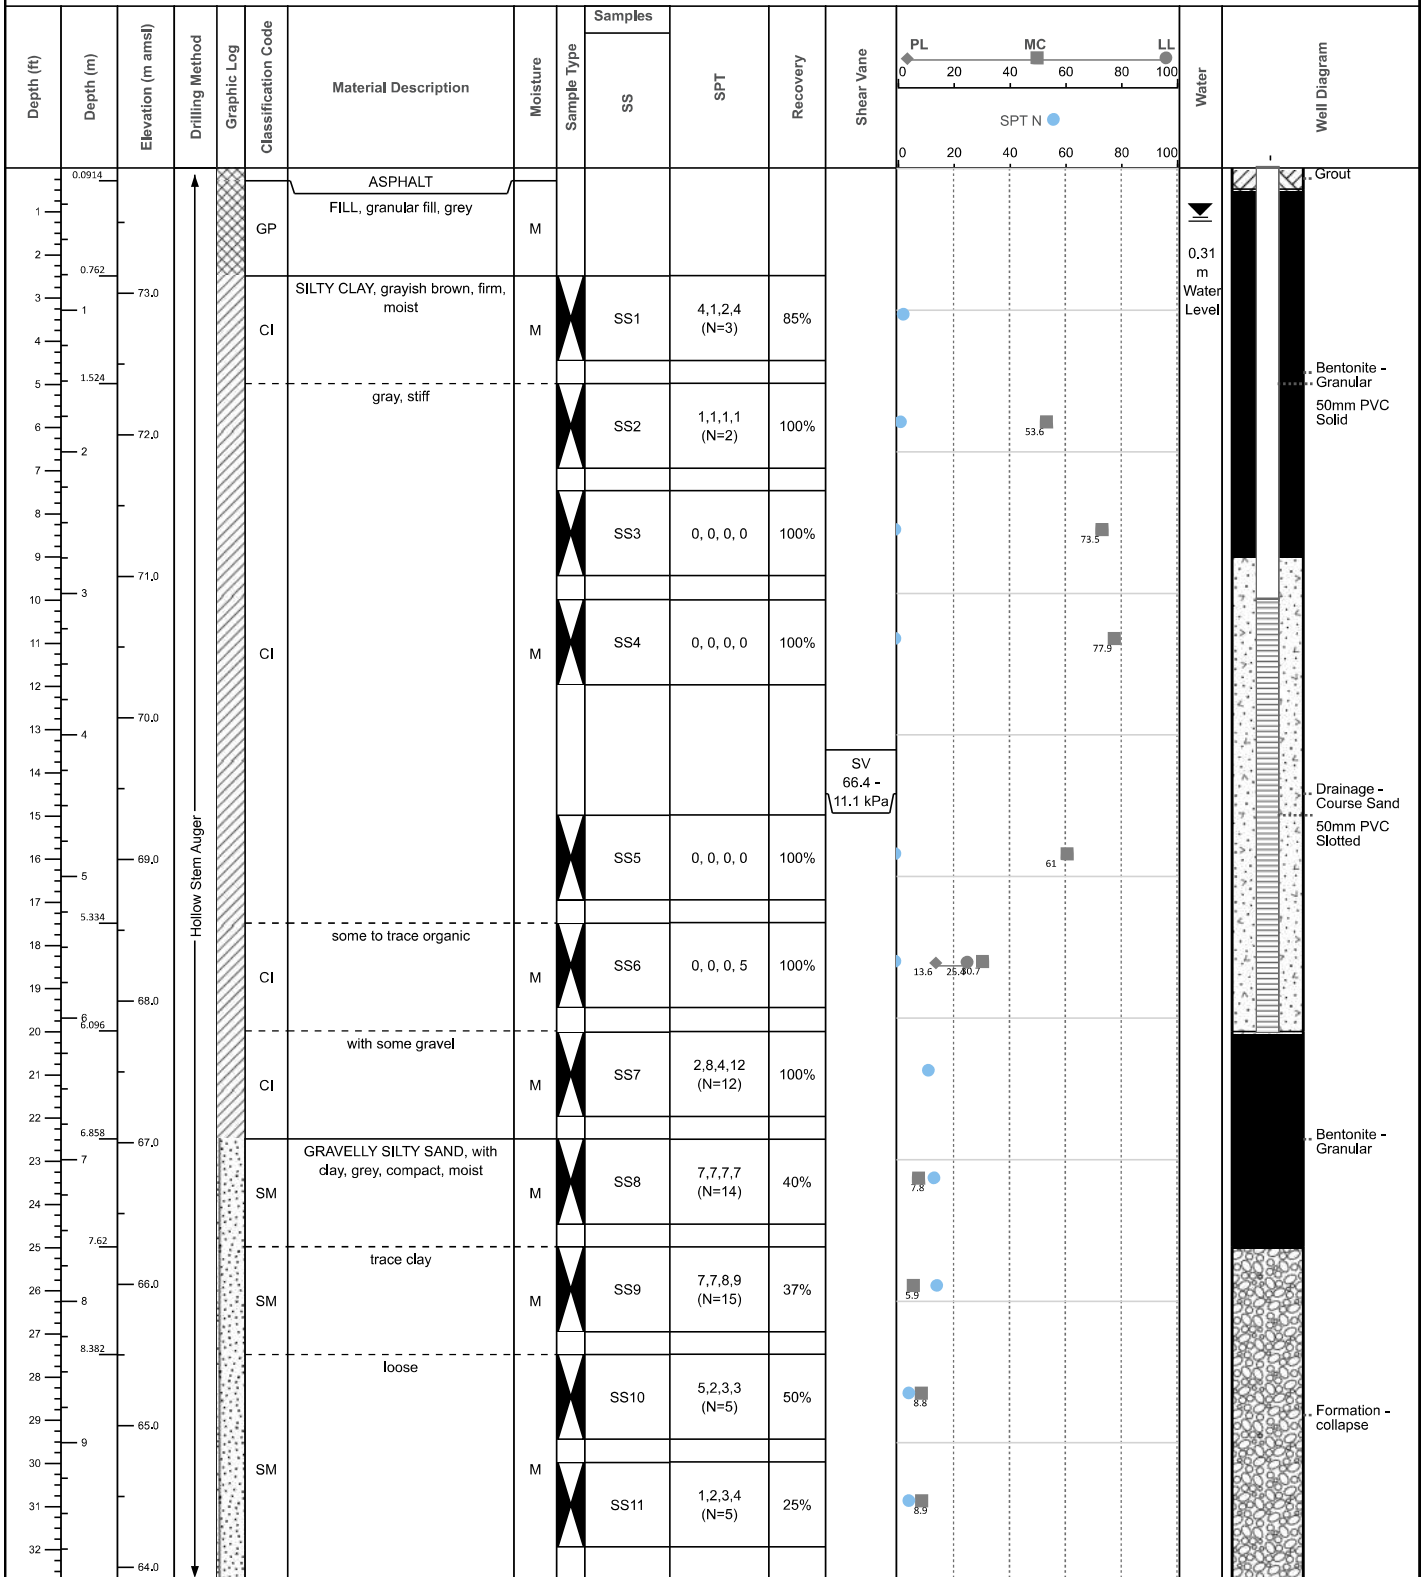 Samples
Depth (ft)
Depth (m)
Elevation (m amsl)
Drilling Method
Graphic Log
Classification Code
Material Description
Moisture
Sample Type
SS
SPT
Recovery
Shear Vane
PL MC LL
0 20 40 60 80 100
SPT N
0 20 40 60 80 100
Water
Well Diagram
0.0914
ASPHALT
Grout
FILL, granular fill, grey
1
GP M
2
0.762
0.31
m
Water
Level
SILTY CLAY, grayish brown, firm,
moist
3
73.0
1
CI M SS1
4,1,2,4
(N=3)
85%
4
5
1.524
gray, stiff
Bentonite -
Granular
50mm PVC
Solid
6
72.0
SS2
1,1,1,1
(N=2)
100%
53.6
2
7
8
SS3 0, 0, 0, 0 100%
73.5
9
71.0
3
10
11
CI M
SS4 0, 0, 0, 0 100%
77.9
12
70.0
13
4
14
SV
66.4 -
11.1 kPa
Drainage -
Course Sand
50mm PVC
Slotted
15
Hollow Stem Auger
16
69.0
SS5 0, 0, 0, 0 100%
61
5
17
5.334
some to trace organic
18
CI M SS6 0, 0, 0, 5 100%
13.6 25.4 30.7
19
68.0
6
6.096
20
with some gravel
21
CI M SS7
2,8,4,12
(N=12)
100%
22
6.858
67.0
GRAVELLY SILTY SAND, with
clay, grey, compact, moist
Bentonite -
Granular
23
7
SM M SS8
7,7,7,7
(N=14)
40%
7.8
24
25
7.62
trace clay
66.0
26
8
SM M SS9
7,7,8,9
(N=15)
37%
5.9
27
8.382
loose
28
SS10
5,2,3,3
(N=5)
50%
8.8
29
65.0
9
Formation -
collapse
30
SM M
31
SS11
1,2,3,4
(N=5)
25%
8.9
32
64.0